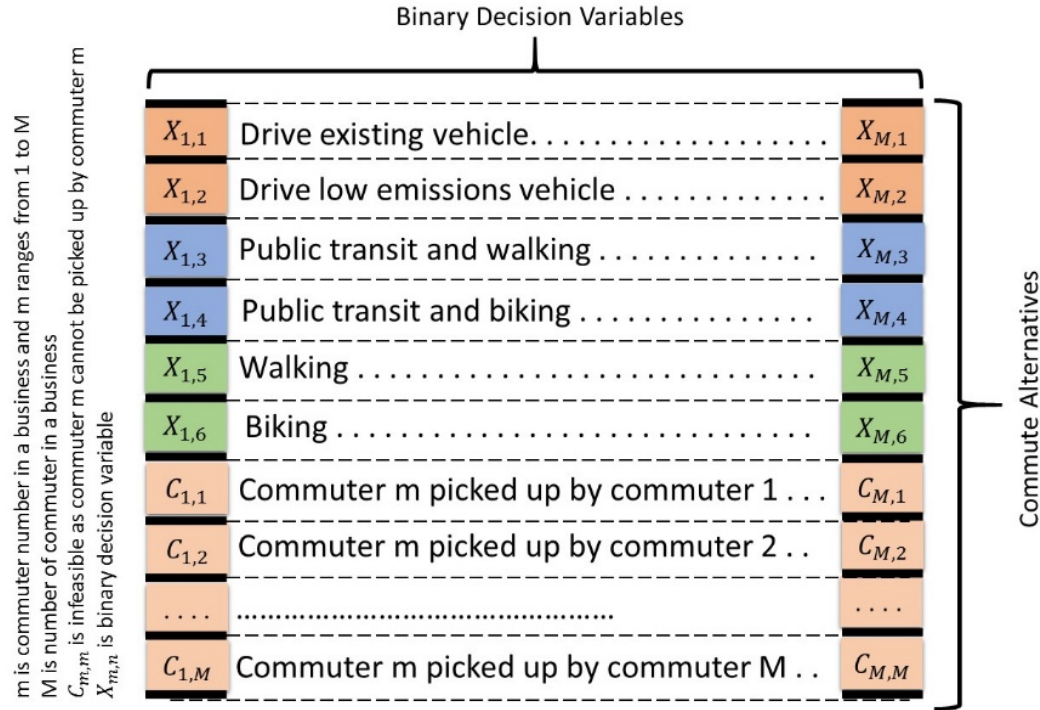 Binary Decision Variables
m is commuter number in a business and m ranges from 1 to M
M is number of commuter in a business
C_{m,m} is infeasible as commuter m cannot be picked up by commuter m
X_{m,n} is binary decision variable
X_{1,1} Drive existing vehicle. . . . . . . . . . . . . . . . . . . . X_{M,1}
X_{1,2} Drive low emissions vehicle . . . . . . . . . . . . . . X_{M,2}
X_{1,3} Public transit and walking . . . . . . . . . . . . . . . X_{M,3}
X_{1,4} Public transit and biking . . . . . . . . . . . . . . . . X_{M,4}
X_{1,5} Walking . . . . . . . . . . . . . . . . . . . . . . . . . . . . . . . X_{M,5}
X_{1,6} Biking . . . . . . . . . . . . . . . . . . . . . . . . . . . . . . . . X_{M,6}
C_{1,1} Commuter m picked up by commuter 1 . . . C_{M,1}
C_{1,2} Commuter m picked up by commuter 2 . . C_{M,2}
. . . . ................................................ . . . .
C_{1,M} Commuter m picked up by commuter M . . C_{M,M}
Commute Alternatives